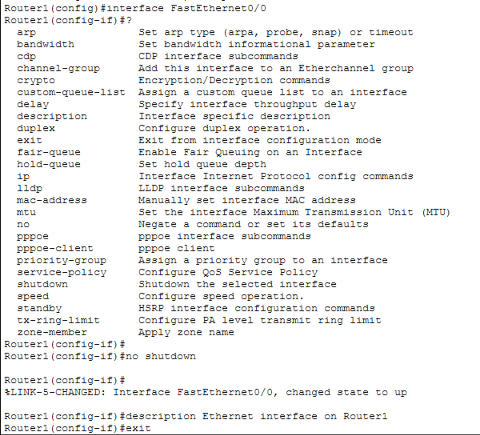 Router1(config)#interface FastEthernet0/0
Router1(config-if)#?
arp Set arp type (arpa, probe, snap) or timeout
bandwidth Set bandwidth informational parameter
cdp CDP interface subcommands
channel-group Add this interface to an Etherchannel group
crypto Encryption/Decryption commands
custom-queue-list Assign a custom queue list to an interface
delay Specify interface throughput delay
description Interface specific description
duplex Configure duplex operation.
exit Exit from interface configuration mode
fair-queue Enable Fair Queuing on an Interface
hold-queue Set hold queue depth
ip Interface Internet Protocol config commands
lldp LLDP interface subcommands
mac-address Manually set interface MAC address
mtu Set the interface Maximum Transmission Unit (MTU)
no Negate a command or set its defaults
pppoe pppoe interface subcommands
pppoe-client pppoe client
priority-group Assign a priority group to an interface
service-policy Configure QoS Service Policy
shutdown Shutdown the selected interface
speed Configure speed operation.
standby HSRP interface configuration commands
tx-ring-limit Configure PA level transmit ring limit
zone-member Apply zone name
Router1(config-if)#
Router1(config-if)#no shutdown
Router1(config-if)#
%LINK-5-CHANGED: Interface FastEthernet0/0, changed state to up
Router1(config-if)#description Ethernet interface on Router1
Router1(config-if)#exit